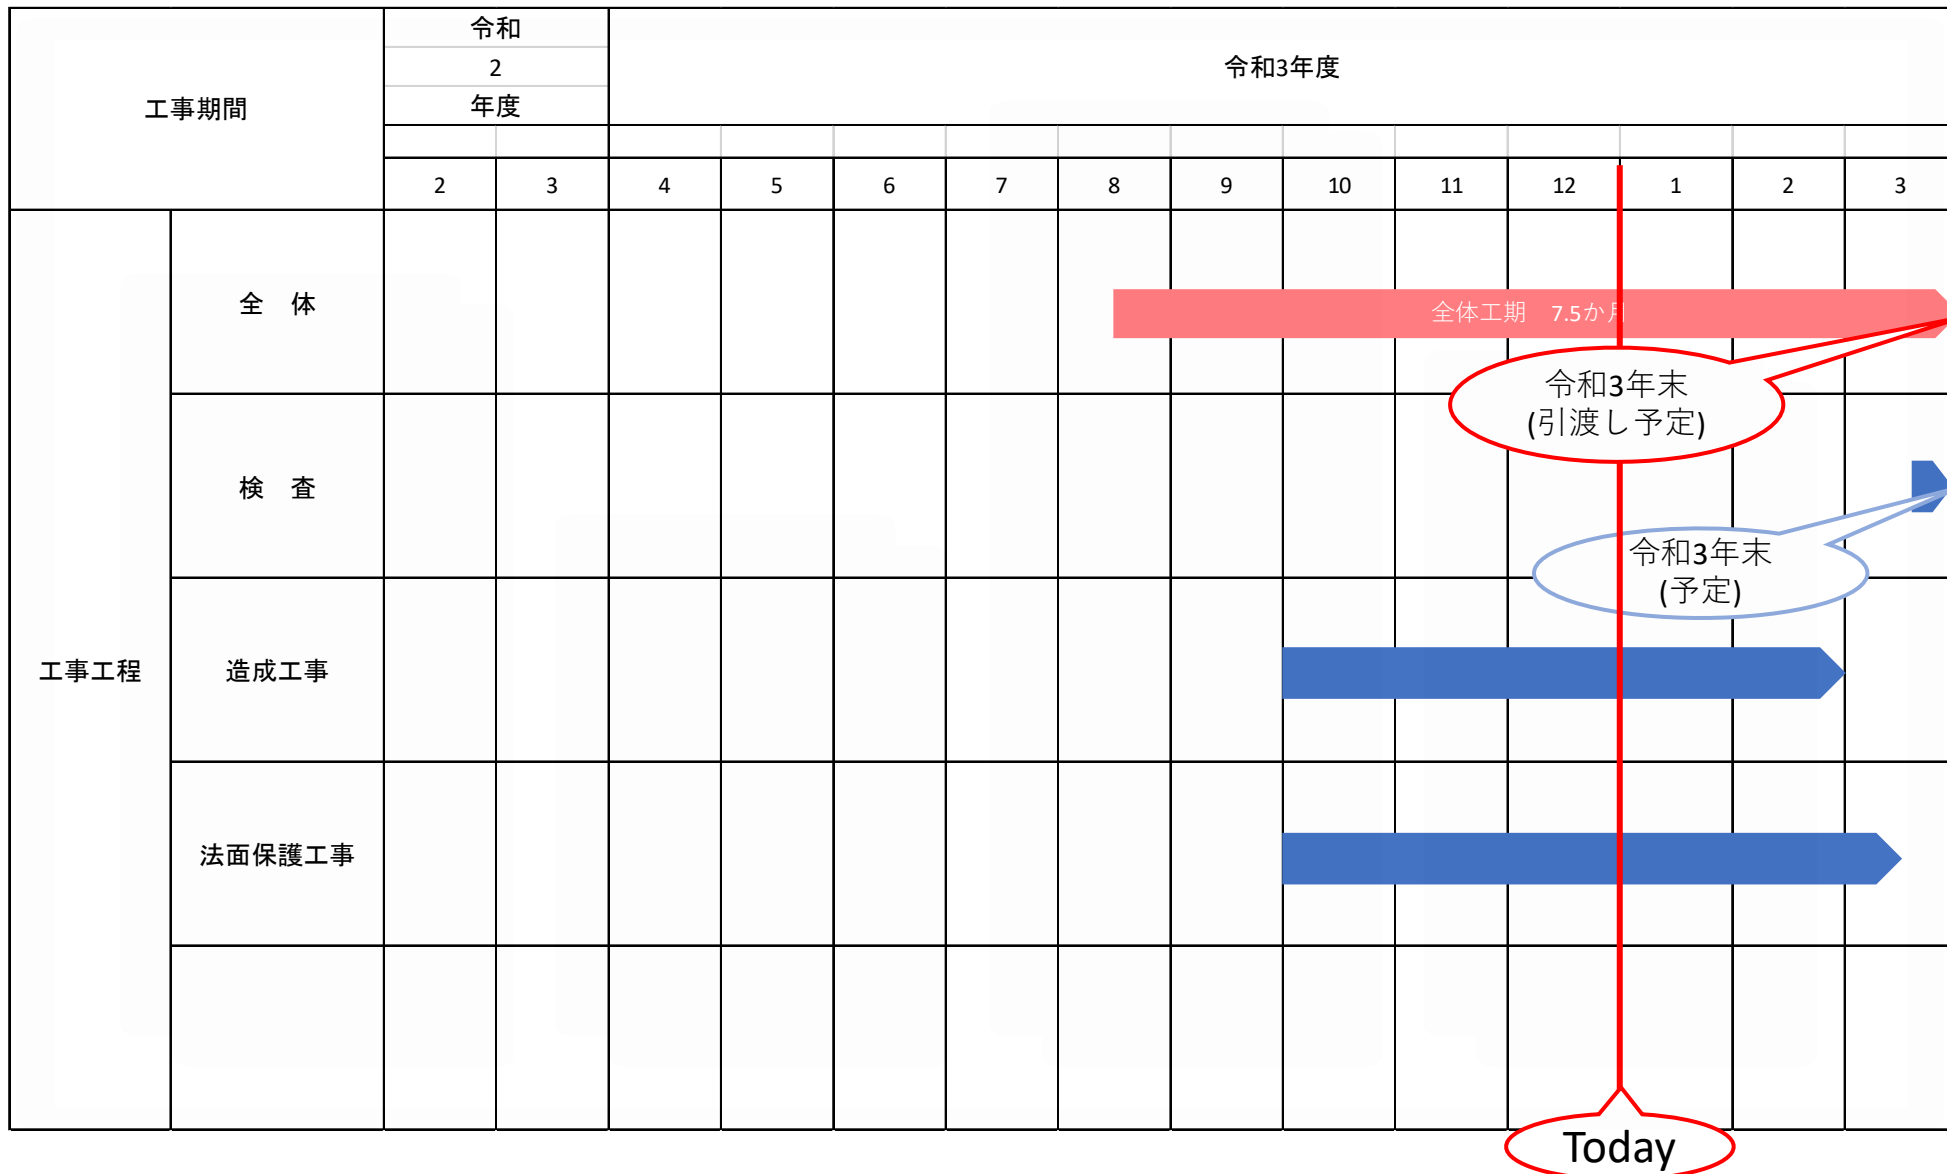 工事期間
令和
2
年度
令和3年度
2 3 4 5 6 7 8 9 10 11 12 1 2 3
工事工程
全　体
全体工期　7.5か月
令和3年末
(引渡し予定)
検　査
令和3年末
(予定)
造成工事
法面保護工事
Today